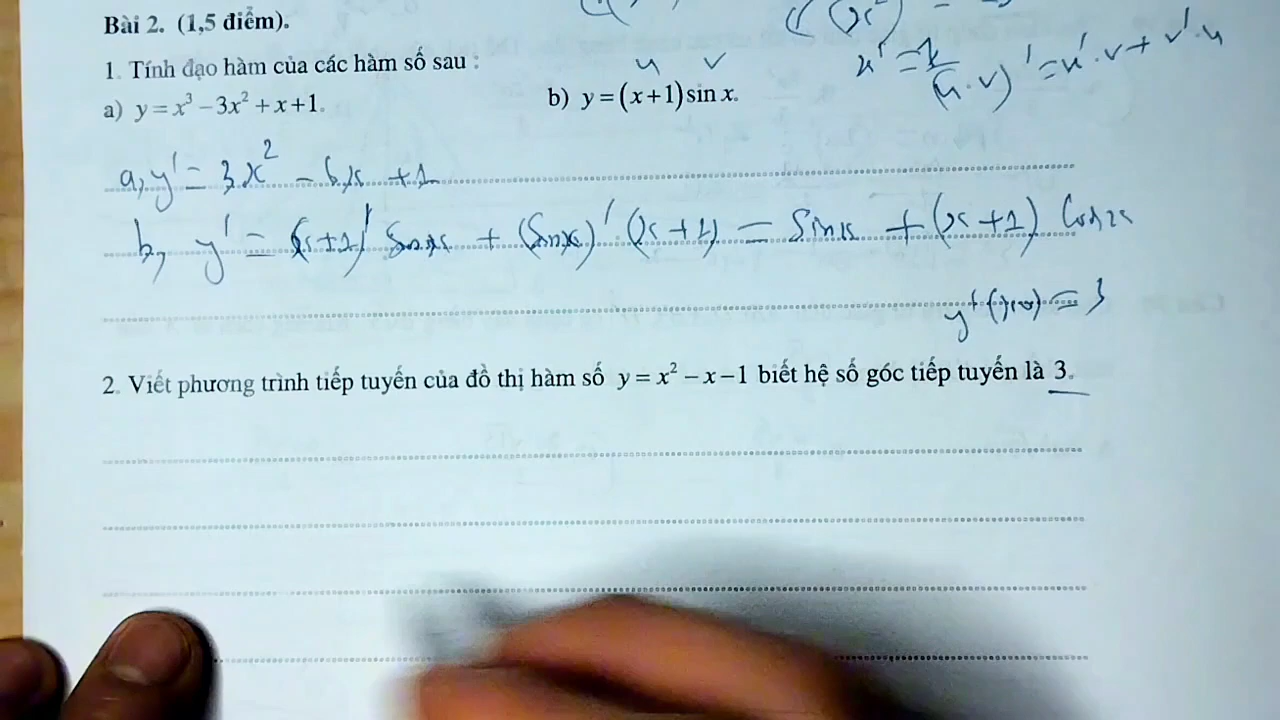 Bài 2. (1,5 điểm).
1. Tính đạo hàm của các hàm số sau :
u v
x' = 1
(u.v)' = u'.v + v'.u
a) y = x³ − 3x² + x + 1.
b) y = (x+1) sin x.
a, y' = 3x² − 6x + 1
b, y' = (x+1)' sinx + (sinx)' (x+1) = sinx + (x+1) cosx
y'(x₀) = 3
2. Viết phương trình tiếp tuyến của đồ thị hàm số y = x² − x − 1 biết hệ số góc tiếp tuyến là 3.